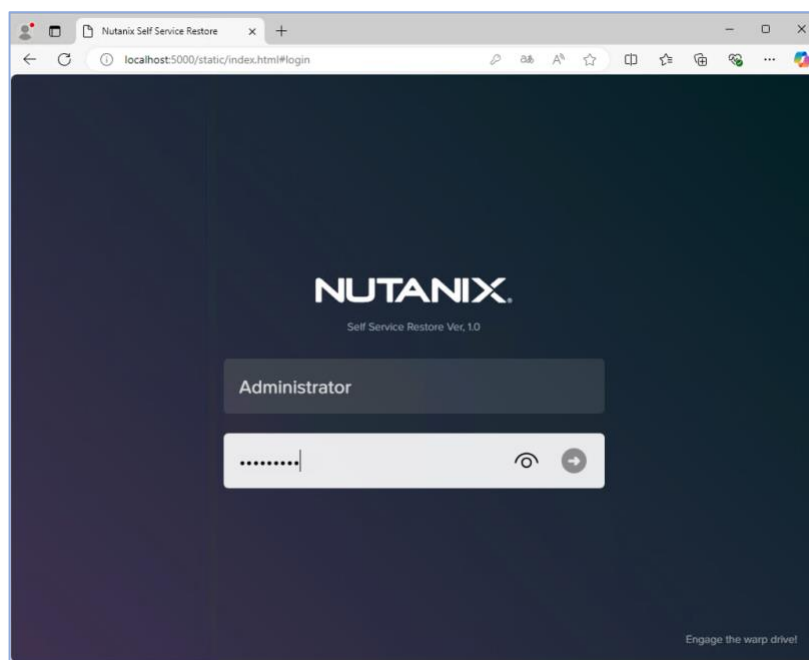 Nutanix Self Service Restore
localhost:5000/static/index.html#login
NUTANIX.
Self Service Restore Ver, 1.0
Administrator
•••••••••
Engage the warp drive!